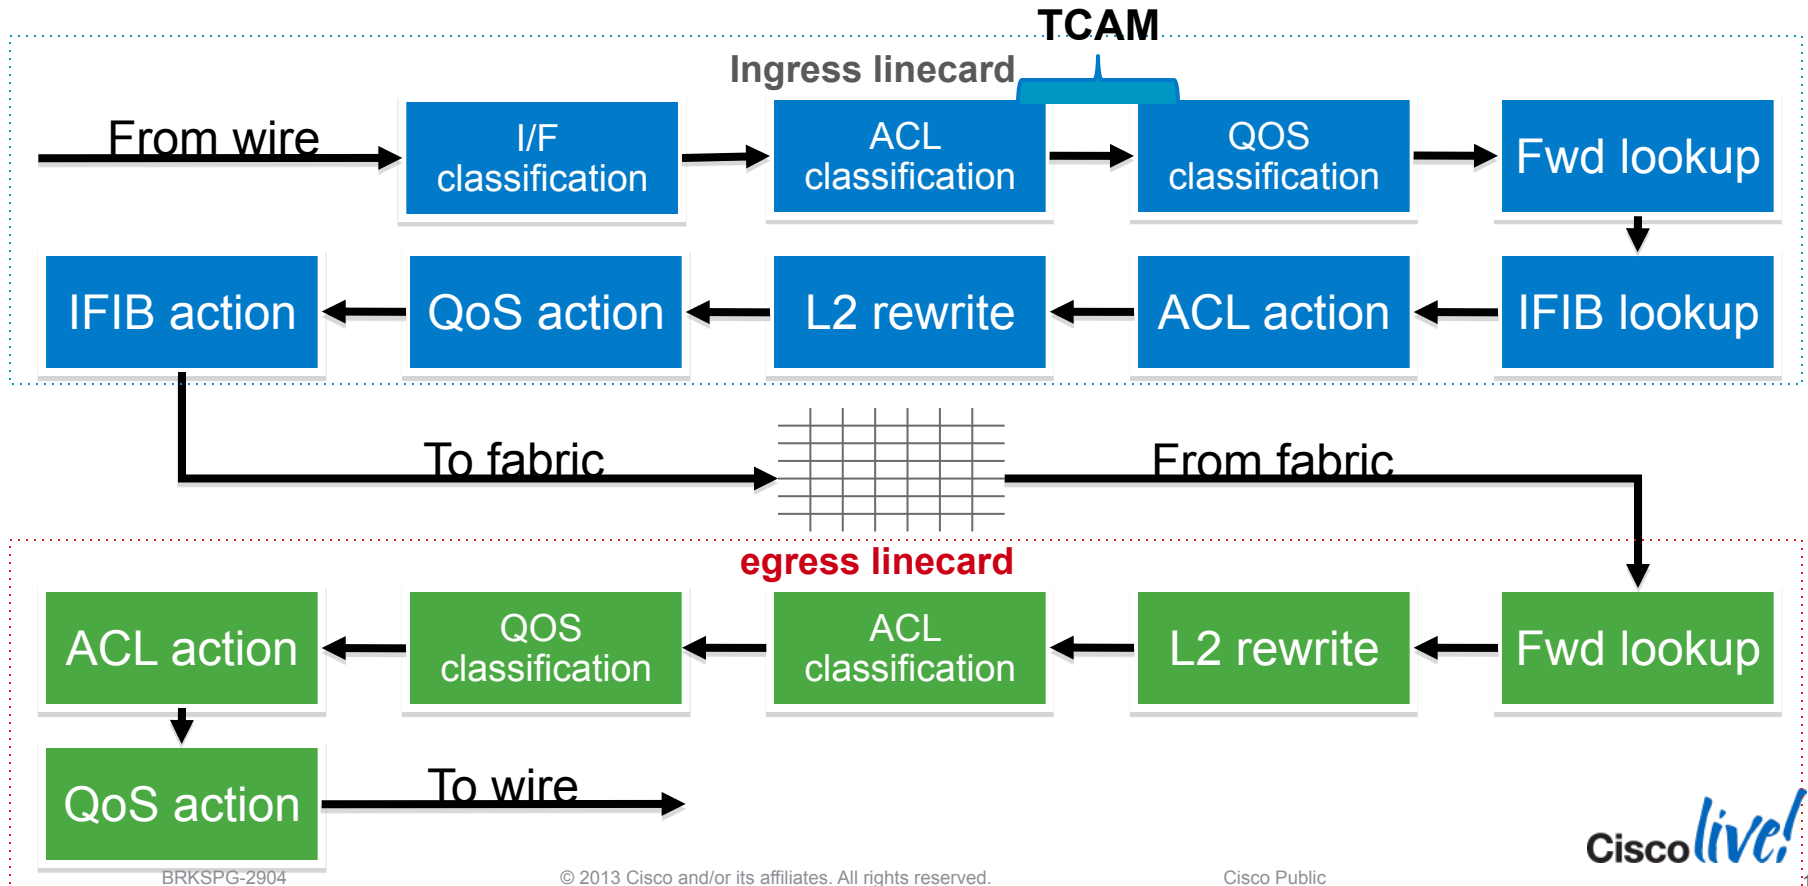 TCAM
Ingress linecard
From wire
I/F
classification
ACL
classification
QOS
classification
Fwd lookup
IFIB action
QoS action
L2 rewrite
ACL action
IFIB lookup
To fabric
From fabric
egress linecard
ACL action
QOS
classification
ACL
classification
L2 rewrite
Fwd lookup
QoS action
To wire
Cisco live!
BRKSPG-2904
© 2013 Cisco and/or its affiliates. All rights reserved.
Cisco Public